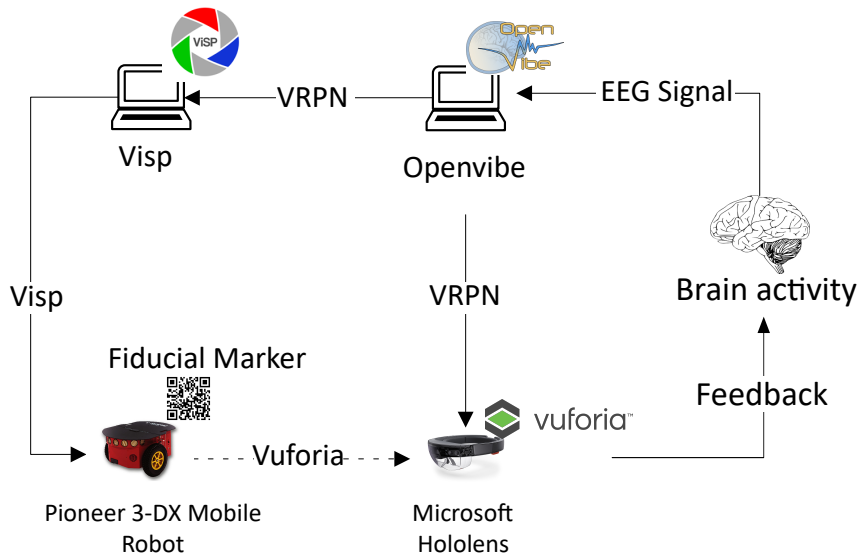 ViSP
Open
Vibe
VRPN
EEG Signal
Visp
Openvibe
Visp
VRPN
Brain activity
Fiducial Marker
Feedback
vuforia™
Vuforia
Pioneer 3-DX Mobile
Robot
Microsoft
Hololens